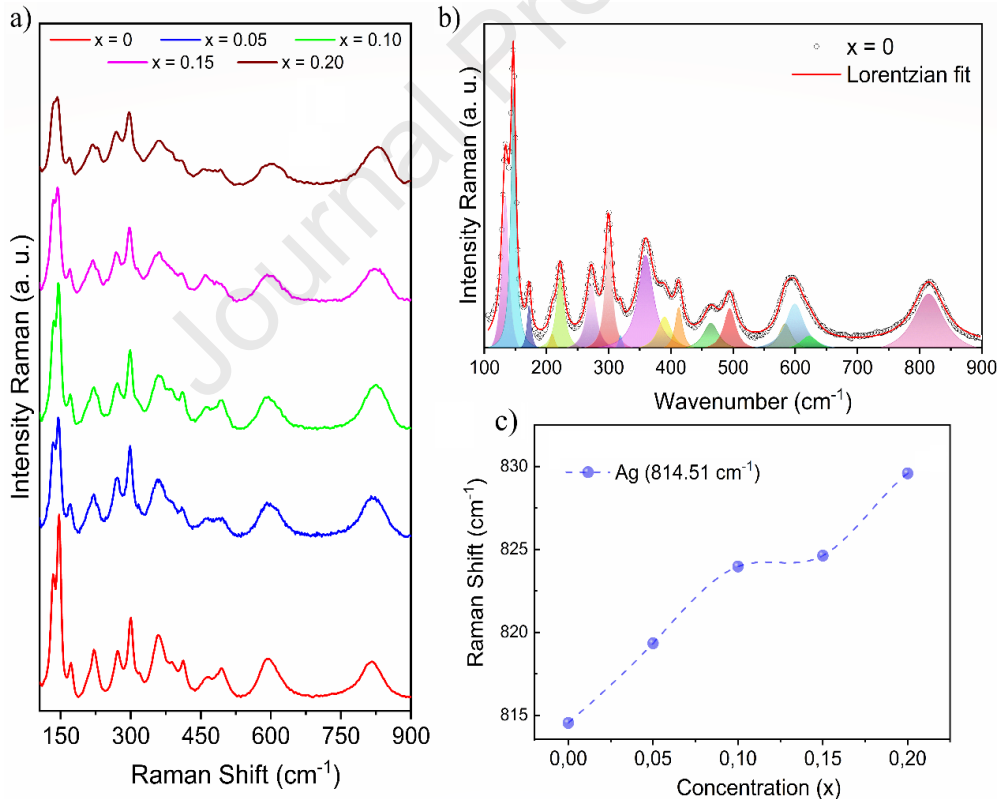 a)
x = 0
x = 0.05
x = 0.10
x = 0.15
x = 0.20
Intensity Raman (a. u.)
150 300 450 600 750 900
Raman Shift (cm⁻¹)
b)
x = 0
Lorentzian fit
Intensity Raman (a. u.)
100 200 300 400 500 600 700 800 900
Wavenumber (cm⁻¹)
c)
Ag (814.51 cm⁻¹)
Raman Shift (cm⁻¹)
830
825
820
815
0,00 0,05 0,10 0,15 0,20
Concentration (x)
Journal Pre